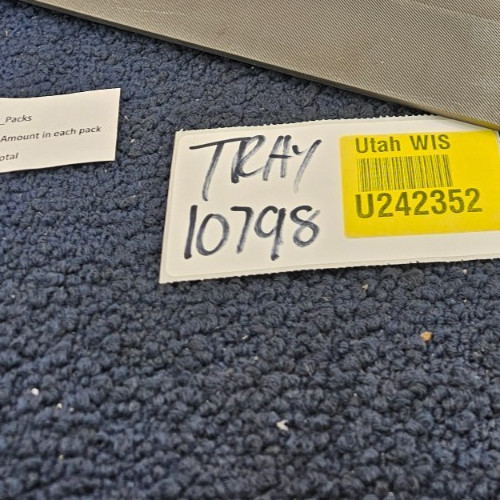 _Packs
Amount in each pack
otal
TRAY
10798
Utah WIS
U242352